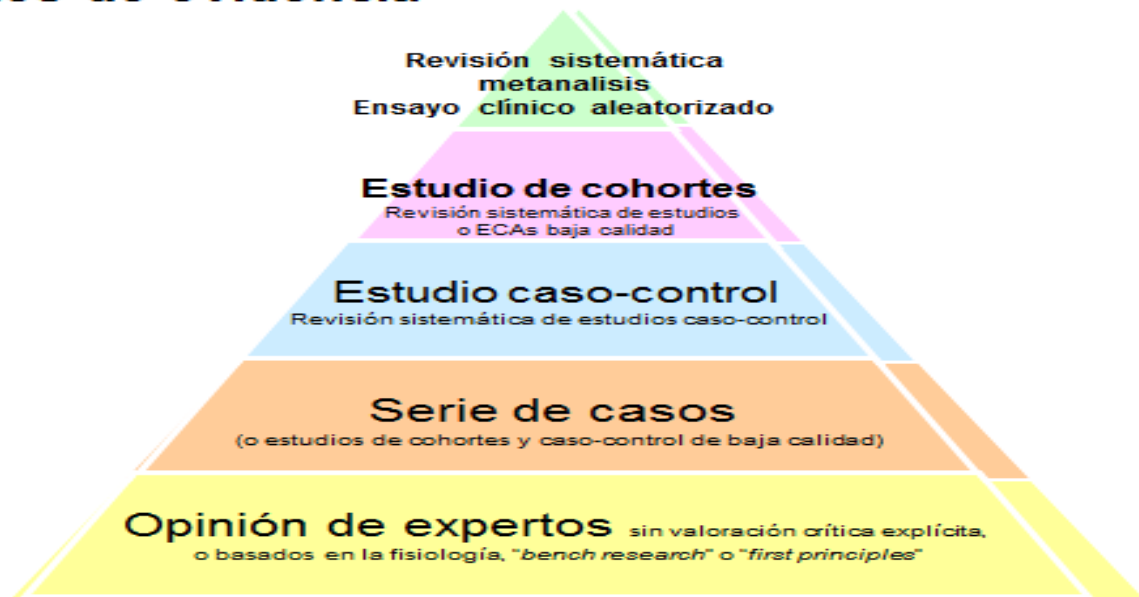 de evidencia
Revisión sistemática
metanalisis
Ensayo clínico aleatorizado
Estudio de cohortes
Revisión sistemática de estudios
o ECAs baja calidad
Estudio caso-control
Revisión sistemática de estudios caso-control
Serie de casos
(o estudios de cohortes y caso-control de baja calidad)
Opinión de expertos sin valoración crítica explícita,
o basados en la fisiología, "bench research" o "first principles"